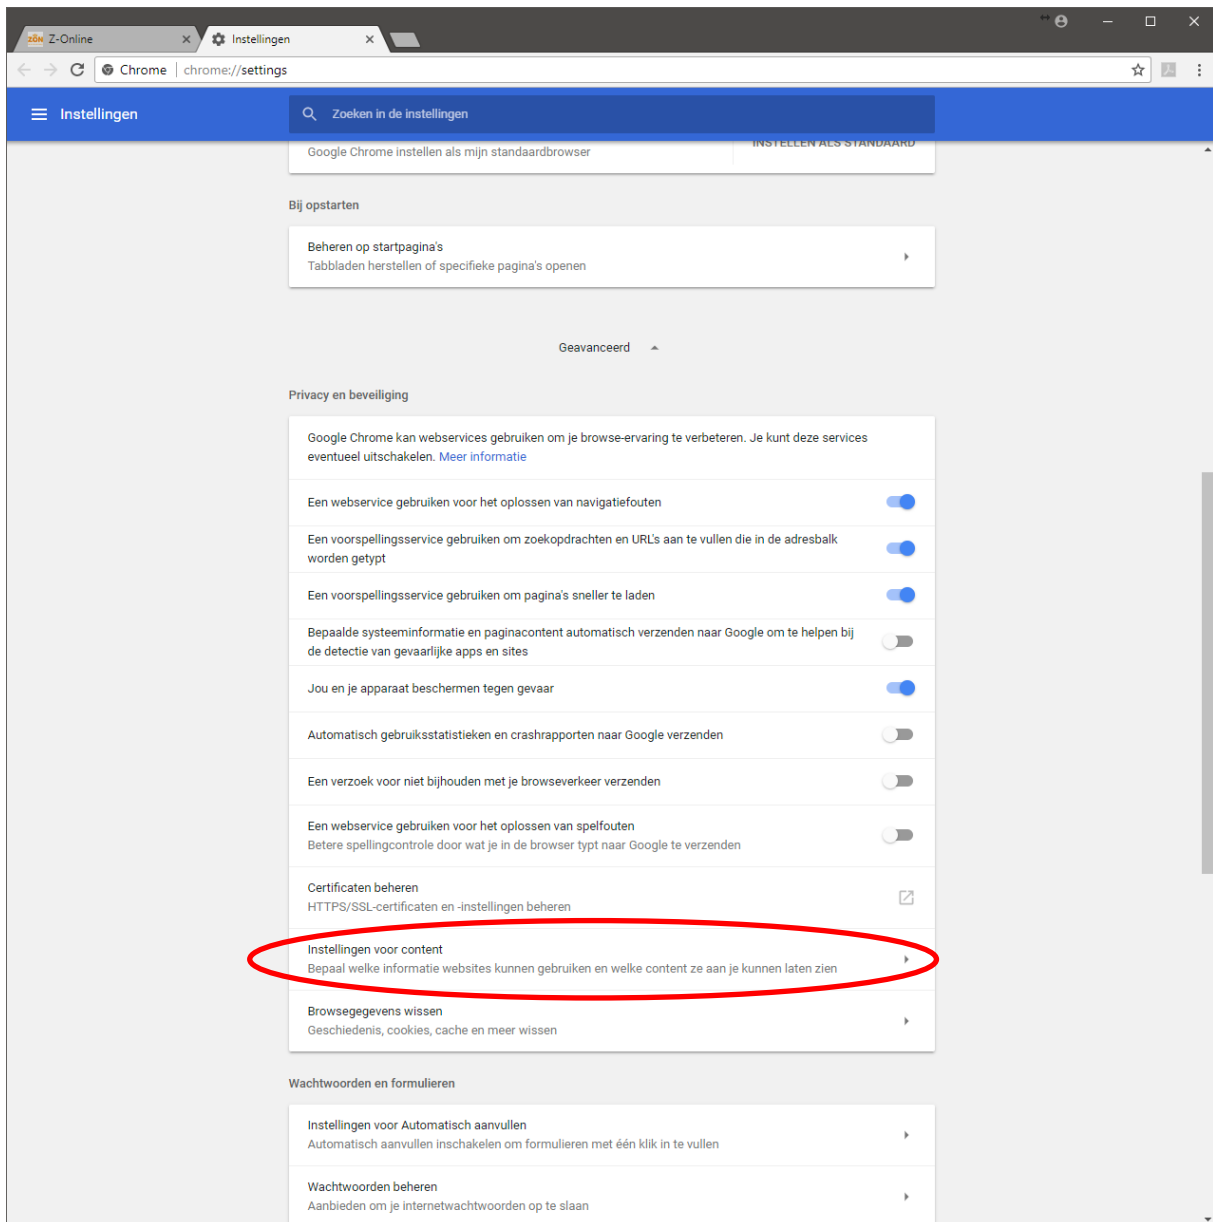 zōn Z-Online
Instellingen
Chrome | chrome://settings
Instellingen
Zoeken in de instellingen
INSTELLEN ALS STANDAARD
Google Chrome instellen als mijn standaardbrowser
Bij opstarten
Beheren op startpagina's
Tabbladen herstellen of specifieke pagina's openen
Geavanceerd
Privacy en beveiliging
Google Chrome kan webservices gebruiken om je browse-ervaring te verbeteren. Je kunt deze services
eventueel uitschakelen. Meer informatie
Een webservice gebruiken voor het oplossen van navigatiefouten
Een voorspellingsservice gebruiken om zoekopdrachten en URL's aan te vullen die in de adresbalk
worden getypt
Een voorspellingsservice gebruiken om pagina's sneller te laden
Bepaalde systeeminformatie en paginacontent automatisch verzenden naar Google om te helpen bij
de detectie van gevaarlijke apps en sites
Jou en je apparaat beschermen tegen gevaar
Automatisch gebruiksstatistieken en crashrapporten naar Google verzenden
Een verzoek voor niet bijhouden met je browseverkeer verzenden
Een webservice gebruiken voor het oplossen van spelfouten
Betere spellingcontrole door wat je in de browser typt naar Google te verzenden
Certificaten beheren
HTTPS/SSL-certificaten en -instellingen beheren
Instellingen voor content
Bepaal welke informatie websites kunnen gebruiken en welke content ze aan je kunnen laten zien
Browsegegevens wissen
Geschiedenis, cookies, cache en meer wissen
Wachtwoorden en formulieren
Instellingen voor Automatisch aanvullen
Automatisch aanvullen inschakelen om formulieren met één klik in te vullen
Wachtwoorden beheren
Aanbieden om je internetwachtwoorden op te slaan